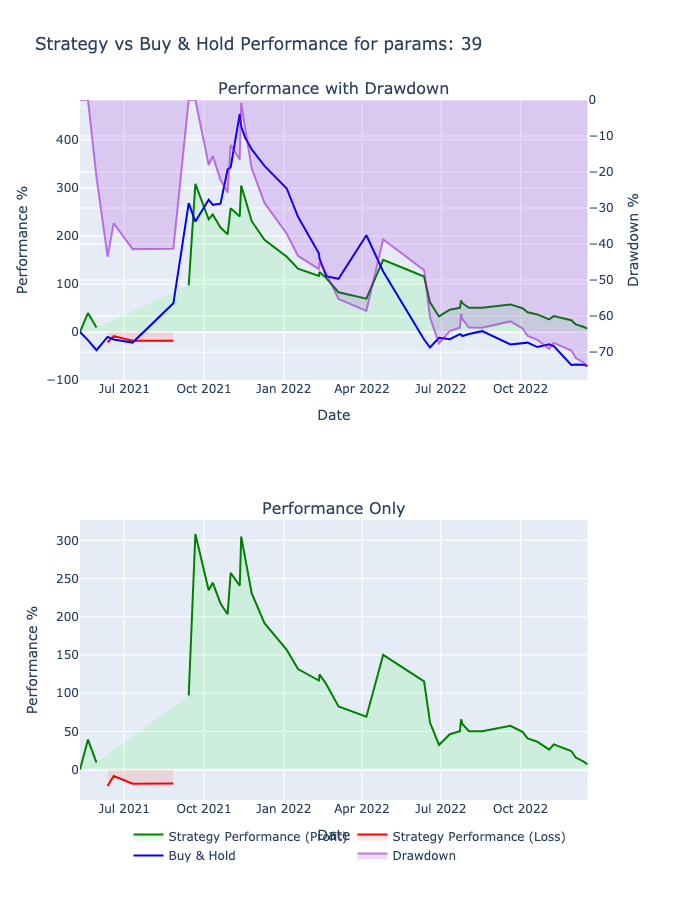 Strategy vs Buy & Hold Performance for params: 39
Performance with Drawdown
400
300
200
100
0
−100
0
−10
−20
−30
−40
−50
−60
−70
Performance %
Drawdown %
Jul 2021 Oct 2021 Jan 2022 Apr 2022 Jul 2022 Oct 2022
Date
Performance Only
300
250
200
150
100
50
0
Performance %
Jul 2021 Oct 2021 Jan 2022 Apr 2022 Jul 2022 Oct 2022
Date
Strategy Performance (Profit) Strategy Performance (Loss)
Buy & Hold Drawdown